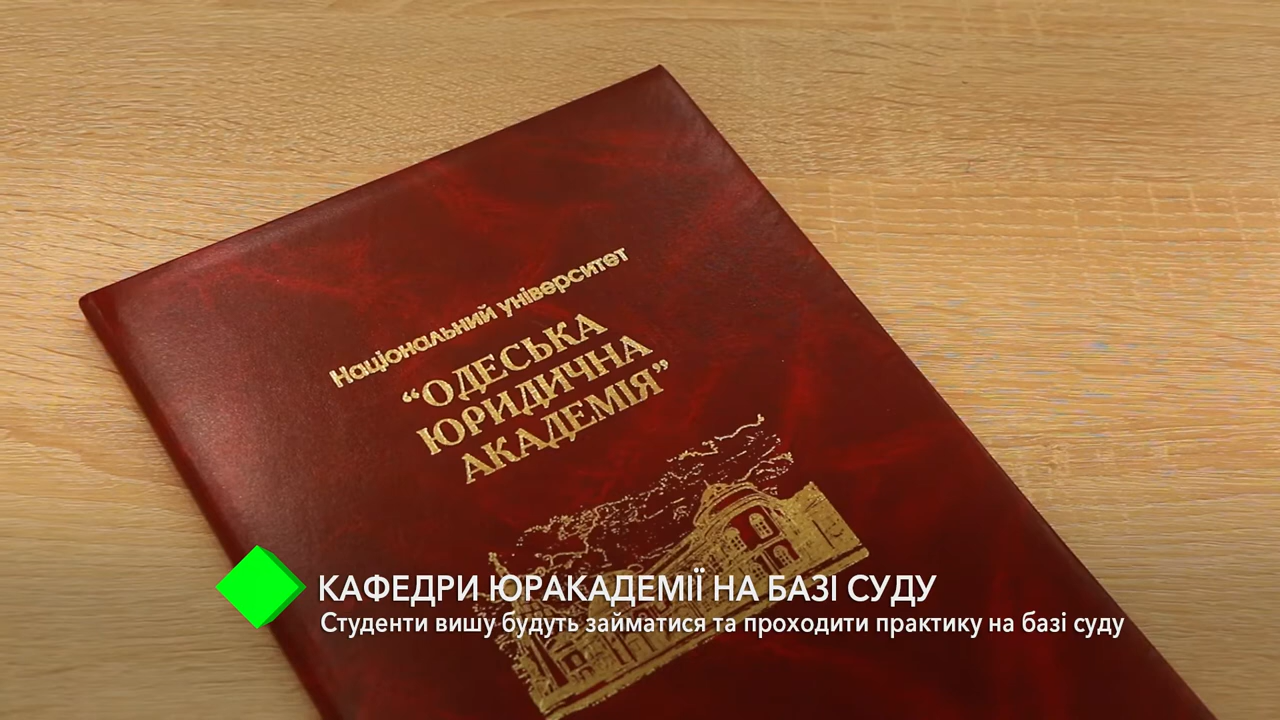 Національний університет
“ОДЕСЬКА
ЮРИДИЧНА
АКАДЕМІЯ”
КАФЕДРИ ЮРАКАДЕМІЇ НА БАЗІ СУДУ
Студенти вишу будуть займатися та проходити практику на базі суду